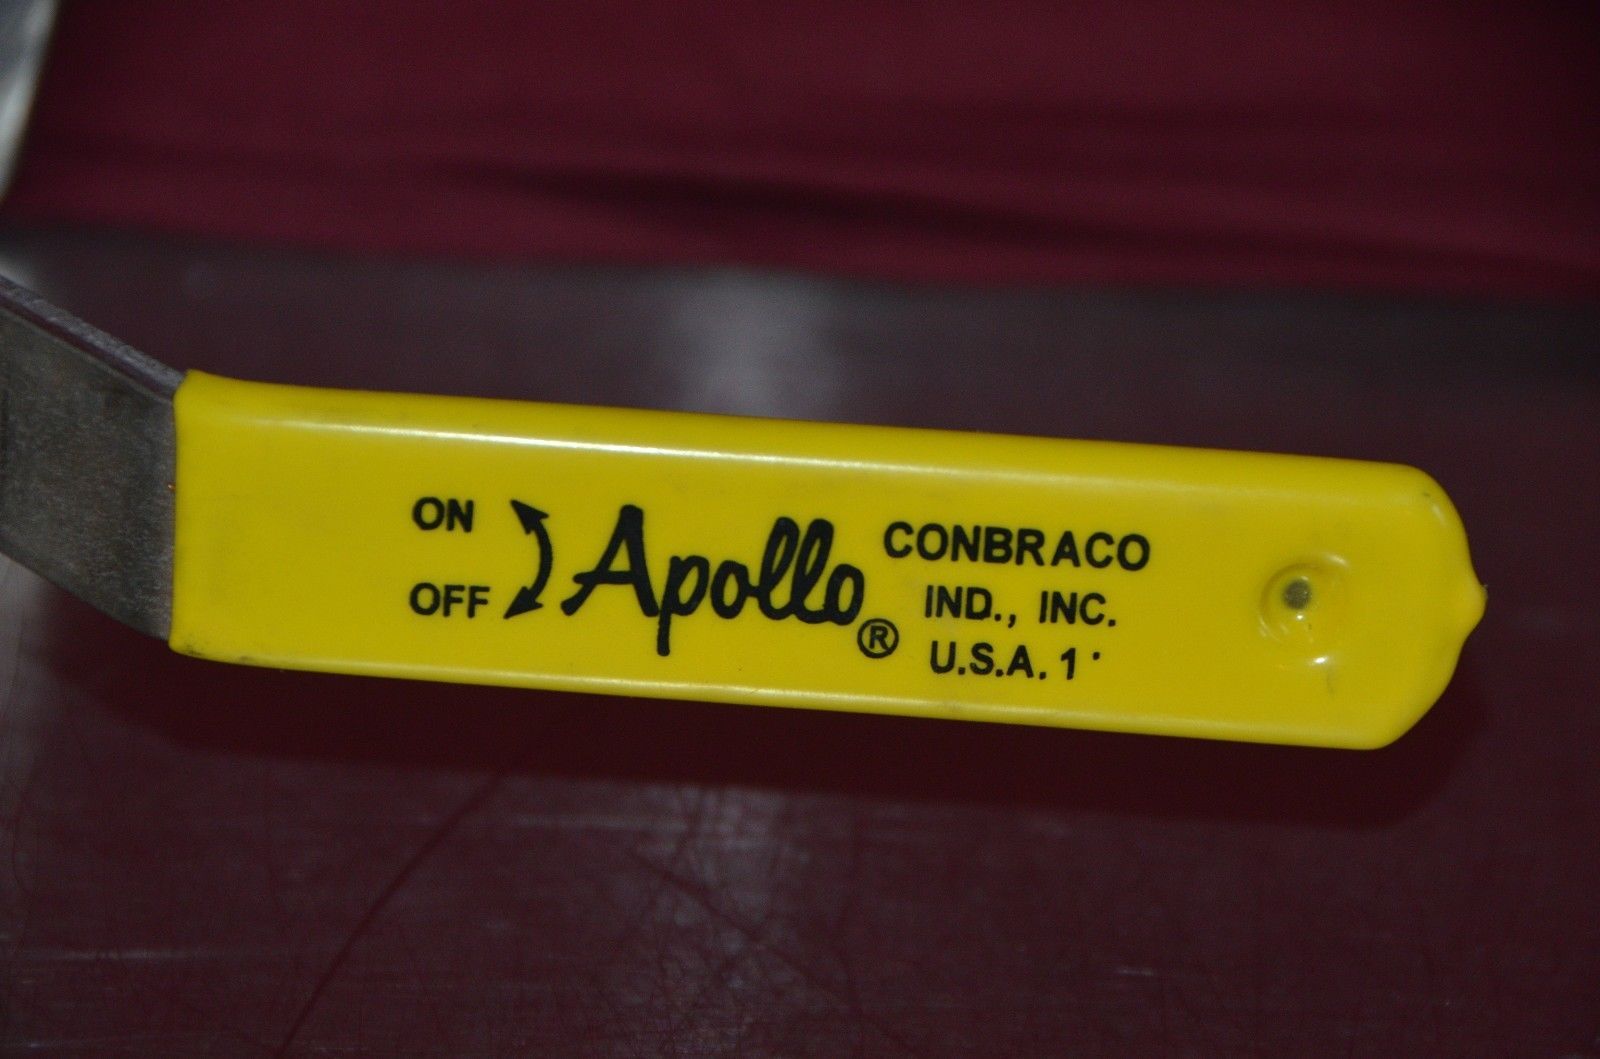 ON
OFF
Apollo®
CONBRACO
IND., INC.
U.S.A. 1